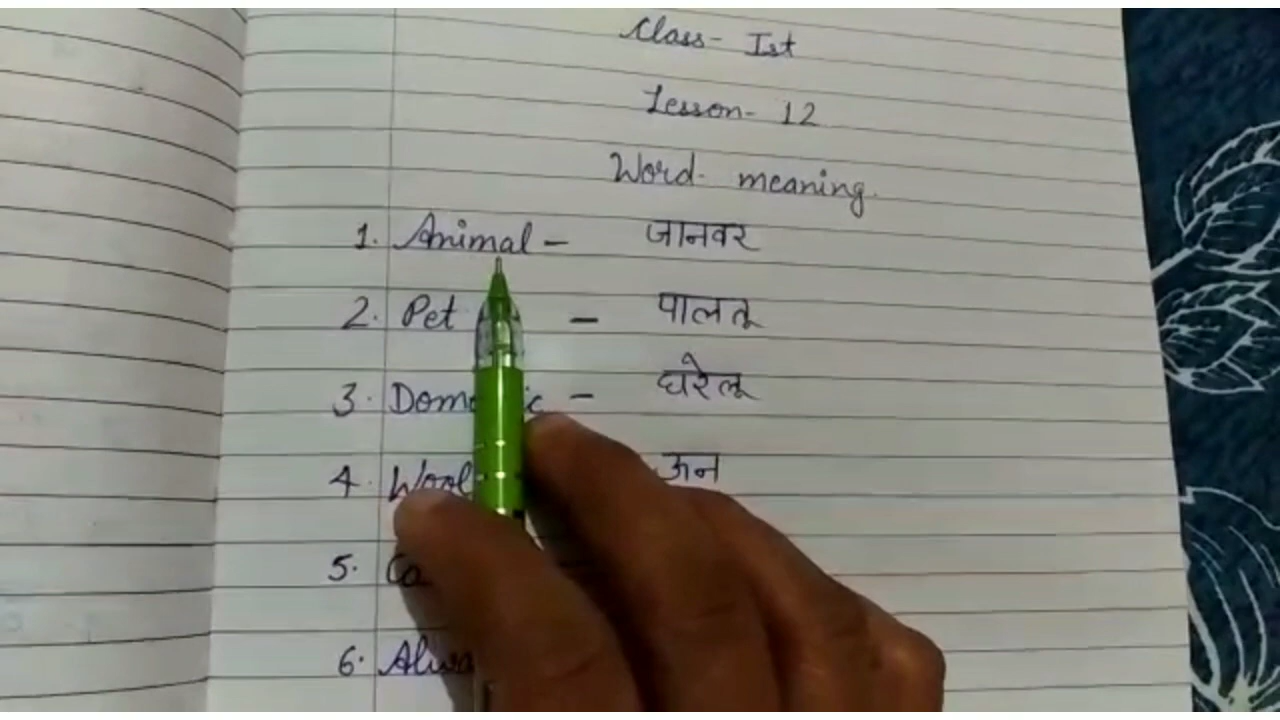 Class- Ist
Lesson- 12
Word- meaning.
1. Animal - जानवर
2. Pet - पालतू
3. - घरेलू
4. Wool ऊन
5.
6.